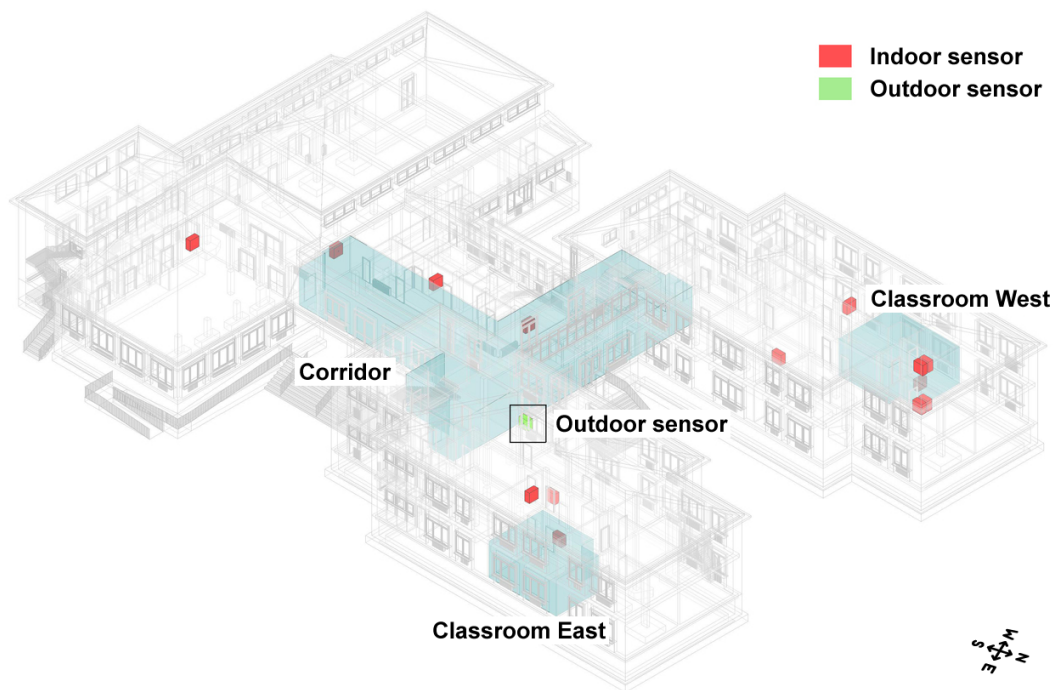 Indoor sensor
Outdoor sensor
Classroom West
Corridor
Outdoor sensor
Classroom East
W
S
N
E